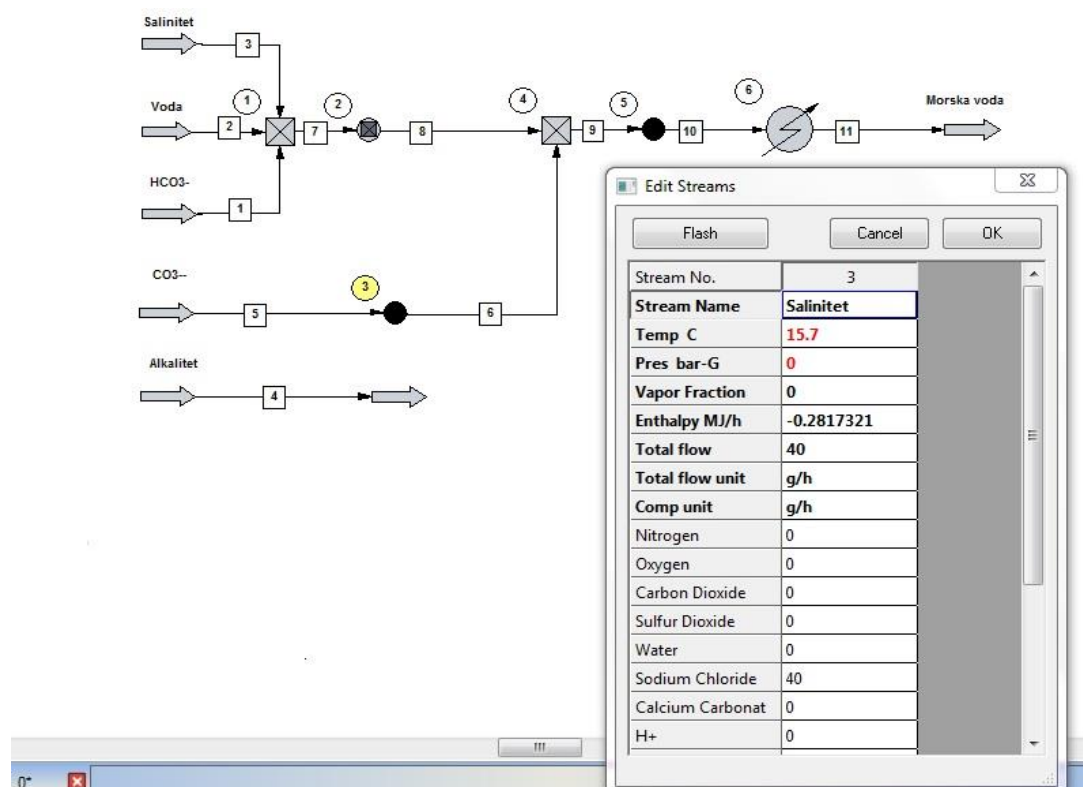 Salinitet
3
Voda
1
2
4
5
6
Morska voda
2
7
8
9
10
11
HCO3-
1
CO3--
3
5
6
Alkalitet
4
Edit Streams
Flash
Cancel
OK
Stream No. 3
Stream Name Salinitet
Temp C 15.7
Pres bar-G 0
Vapor Fraction 0
Enthalpy MJ/h -0.2817321
Total flow 40
Total flow unit g/h
Comp unit g/h
Nitrogen 0
Oxygen 0
Carbon Dioxide 0
Sulfur Dioxide 0
Water 0
Sodium Chloride 40
Calcium Carbonat 0
H+ 0
0*